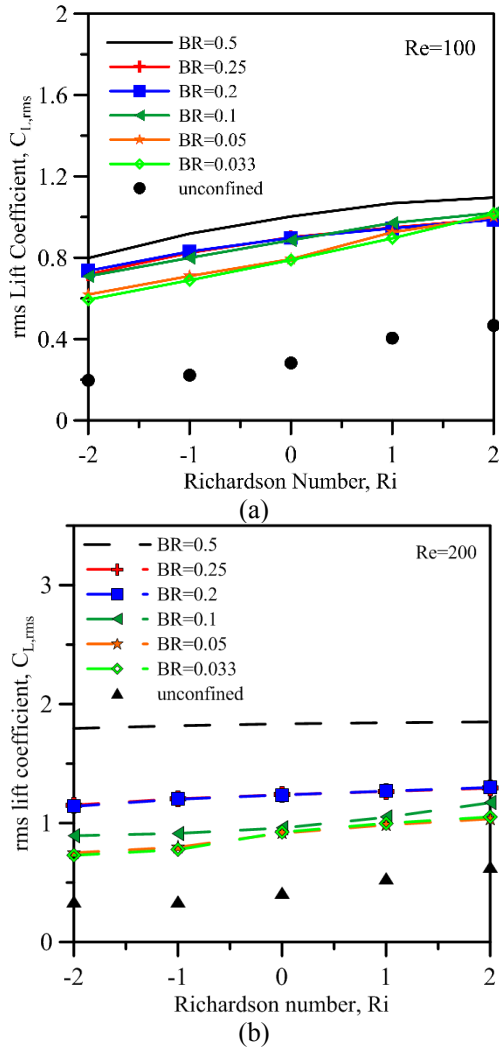 2
1.6
1.2
0.8
0.4
0
rms Lift Coefficient, C_L,rms
BR=0.5
BR=0.25
BR=0.2
BR=0.1
BR=0.05
BR=0.033
unconfined
Re=100
-2 -1 0 1 2
Richardson Number, Ri
(a)
3
2
1
0
rms lift coefficient, C_L,rms
BR=0.5
BR=0.25
BR=0.2
BR=0.1
BR=0.05
BR=0.033
unconfined
Re=200
-2 -1 0 1 2
Richardson number, Ri
(b)